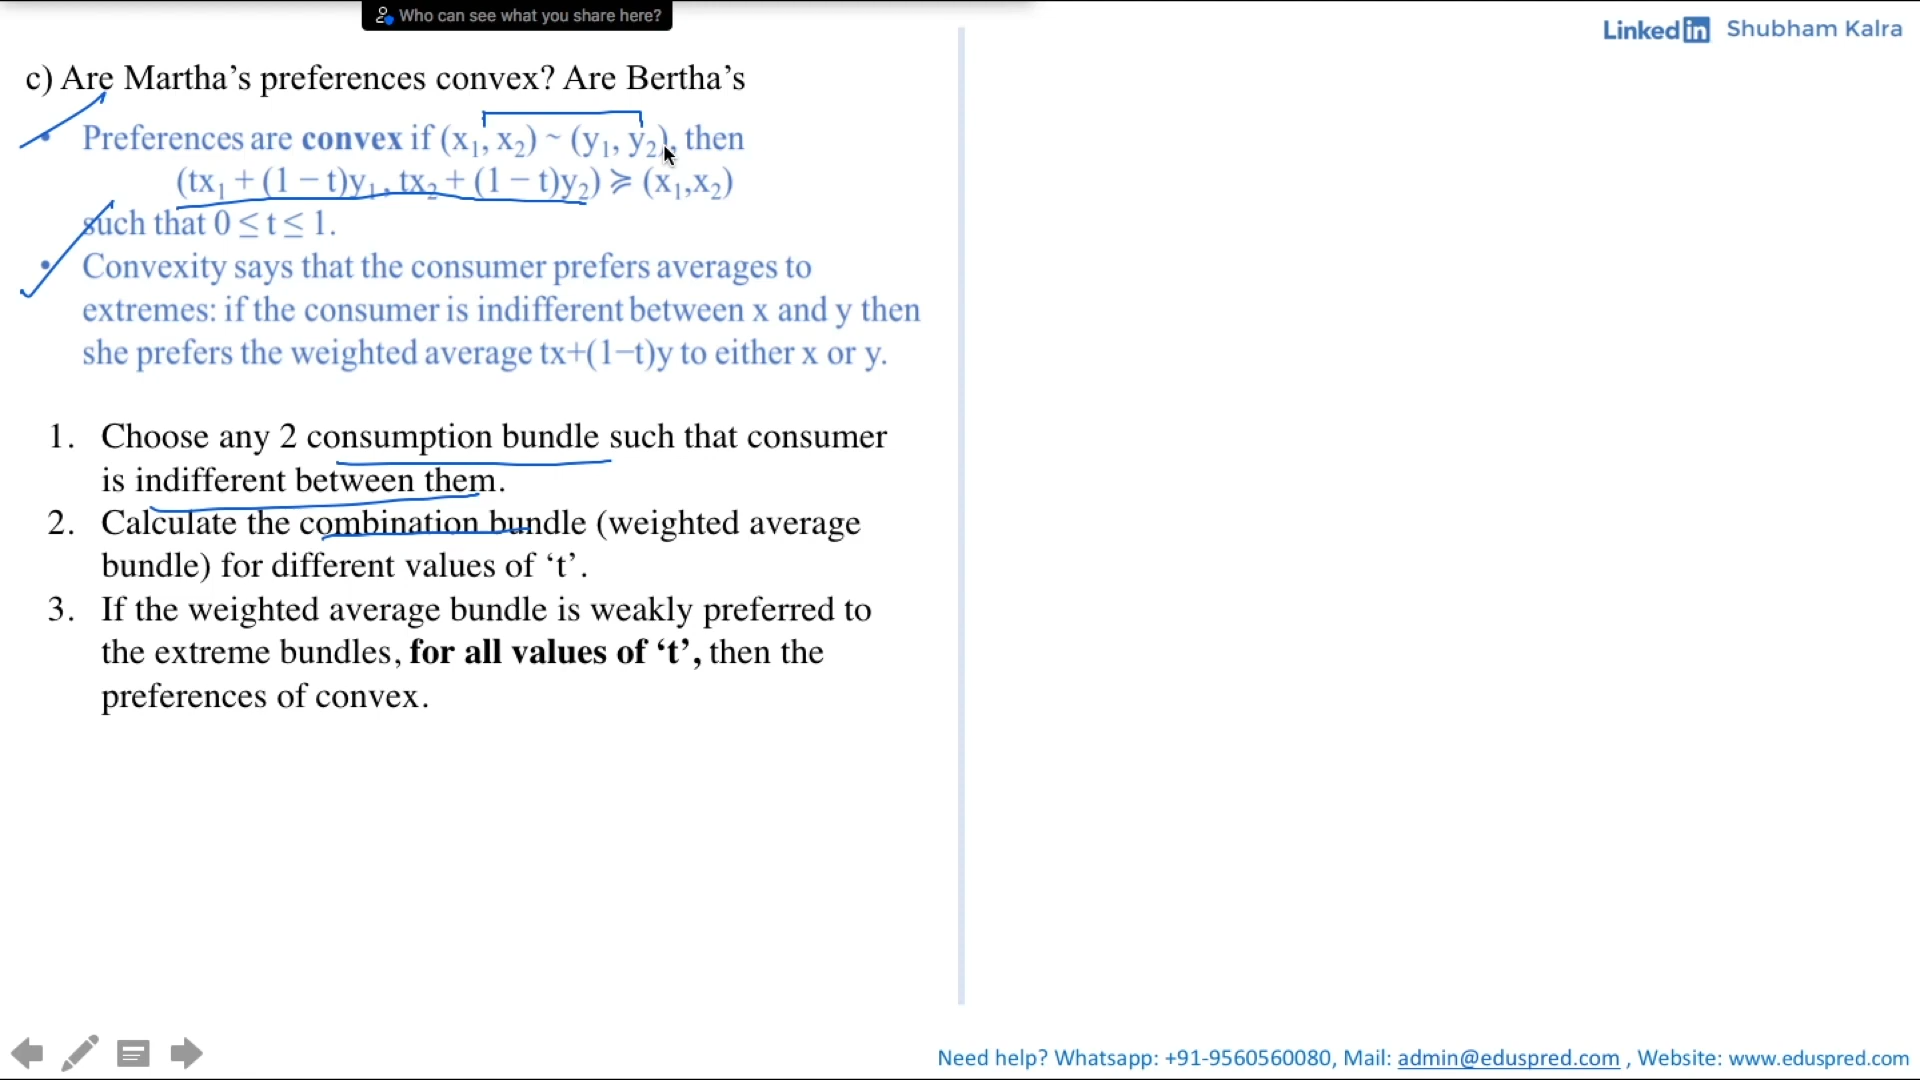 Who can see what you share here?
Linked in Shubham Kalra
c) Are Martha’s preferences convex? Are Bertha’s
• Preferences are convex if (x₁, x₂) ~ (y₁, y₂), then
(tx₁ + (1 − t)y₁, tx₂ + (1 − t)y₂) ≽ (x₁,x₂)
such that 0 ≤ t ≤ 1.
• Convexity says that the consumer prefers averages to
extremes: if the consumer is indifferent between x and y then
she prefers the weighted average tx+(1−t)y to either x or y.
1. Choose any 2 consumption bundle such that consumer
is indifferent between them.
2. Calculate the combination bundle (weighted average
bundle) for different values of ‘t’.
3. If the weighted average bundle is weakly preferred to
the extreme bundles, for all values of ‘t’, then the
preferences of convex.
Need help? Whatsapp: +91-9560560080, Mail: admin@eduspred.com , Website: www.eduspred.com